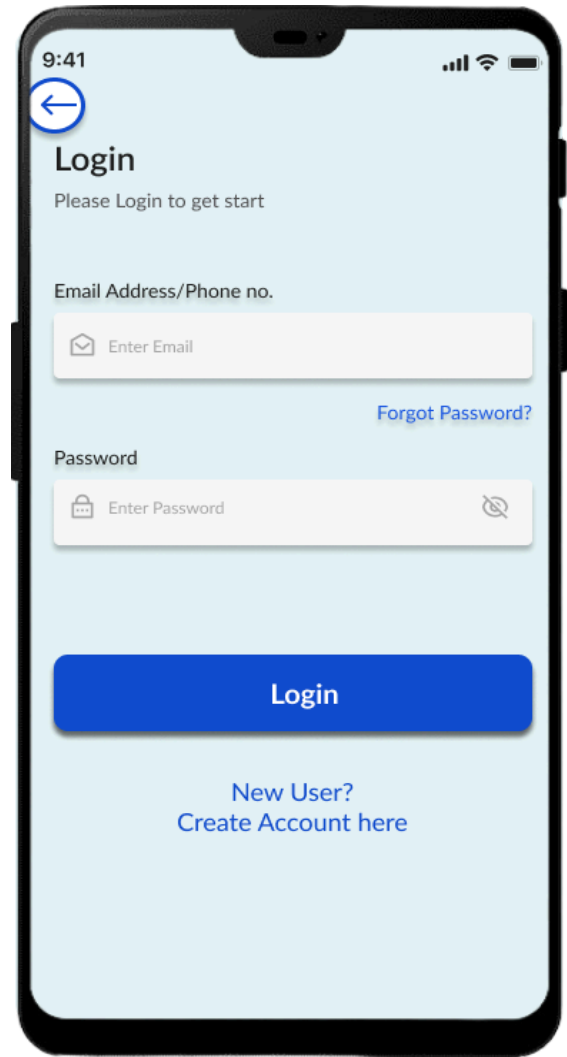 9:41
Login
Please Login to get start
Email Address/Phone no.
Enter Email
Forgot Password?
Password
Enter Password
Login
New User?
Create Account here